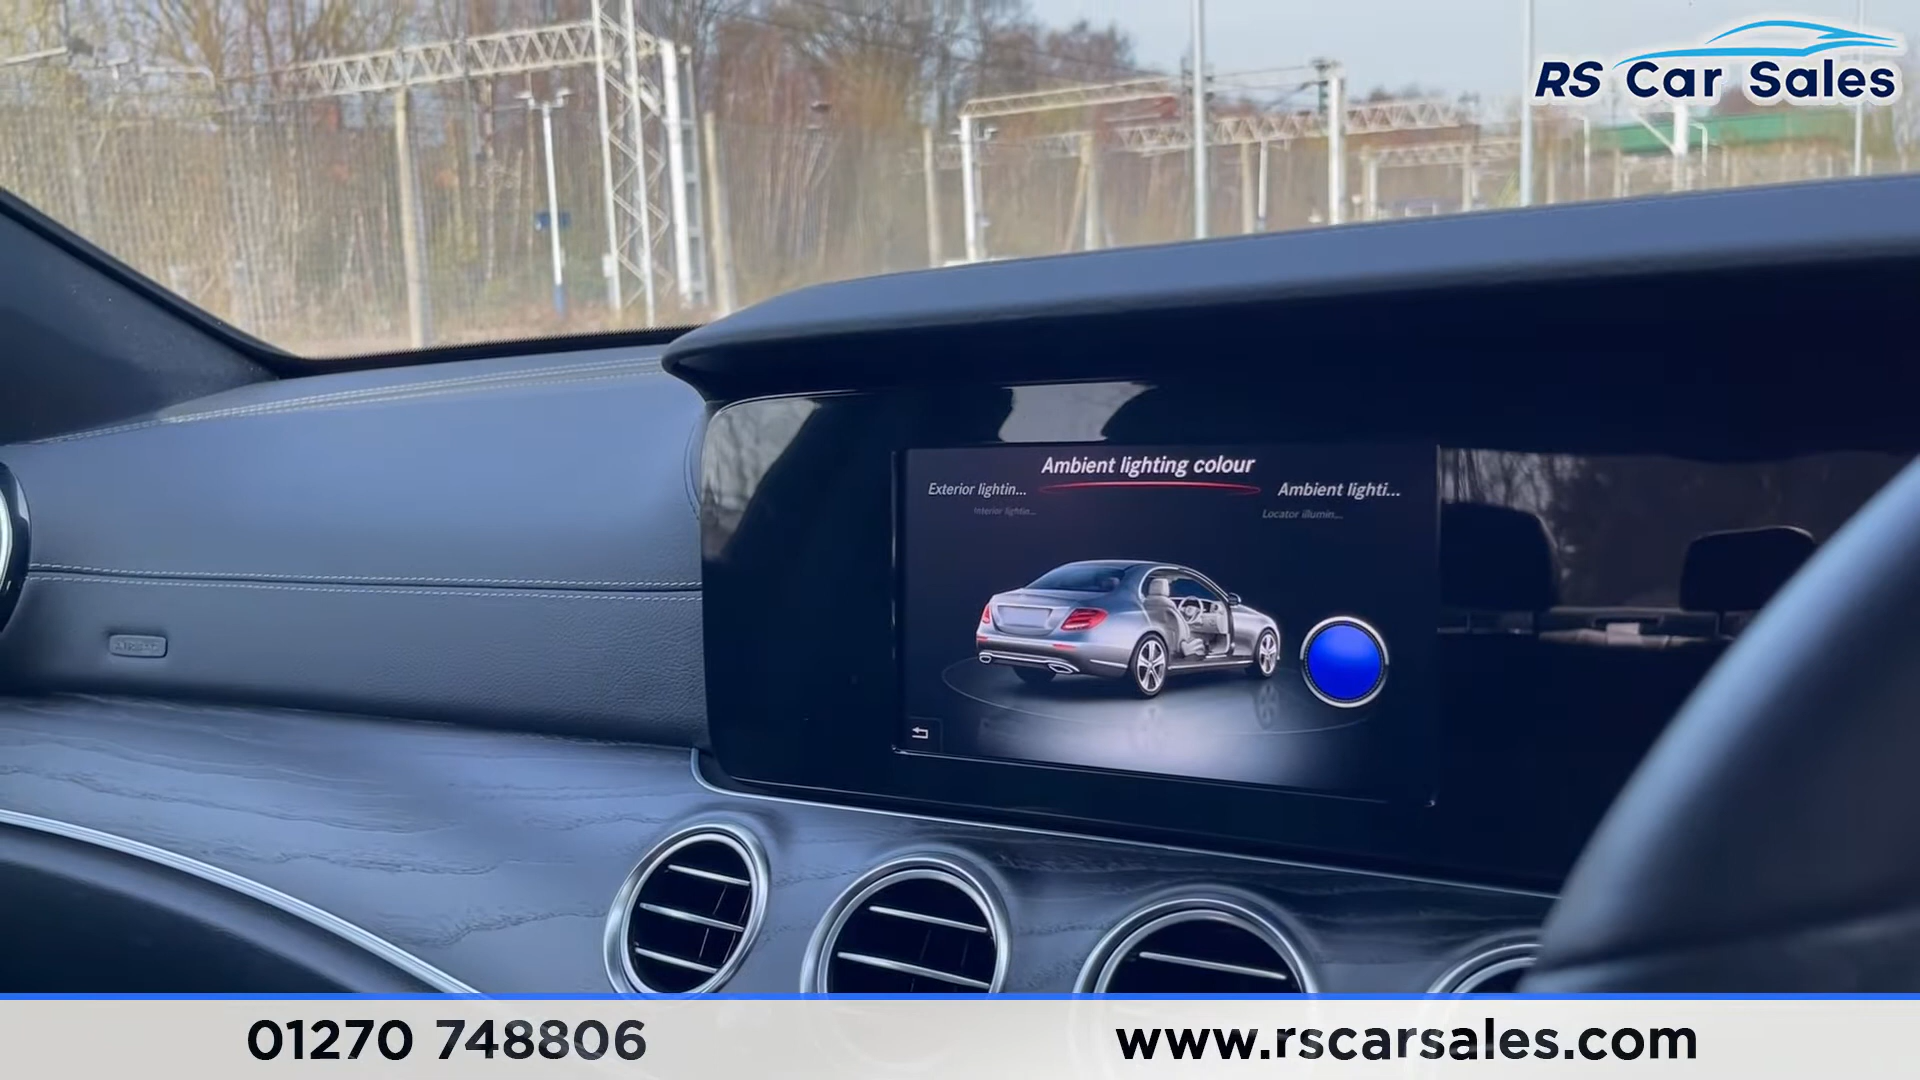 RS Car Sales
Ambient lighting colour
Exterior lightin...
Ambient lighti...
Interior lightin...
Locator illumin...
AIRBAG
01270 748806
www.rscarsales.com